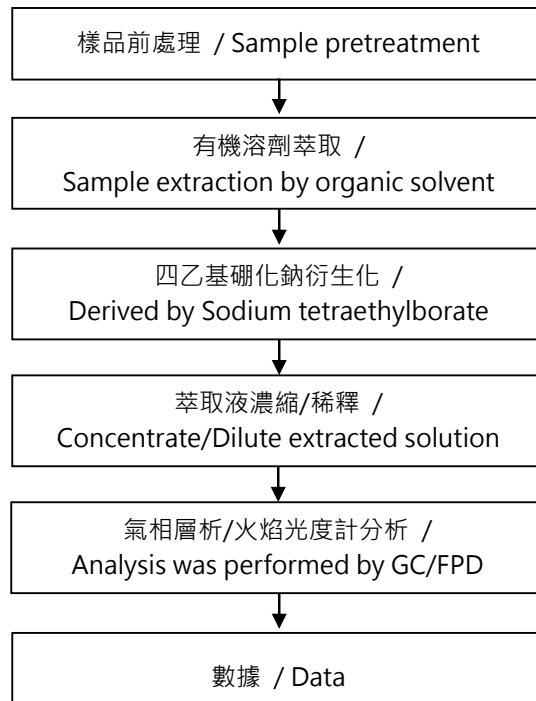 樣品前處理 / Sample pretreatment
有機溶劑萃取 /
Sample extraction by organic solvent
四乙基硼化鈉衍生化 /
Derived by Sodium tetraethylborate
萃取液濃縮/稀釋 /
Concentrate/Dilute extracted solution
氣相層析/火焰光度計分析 /
Analysis was performed by GC/FPD
數據 / Data